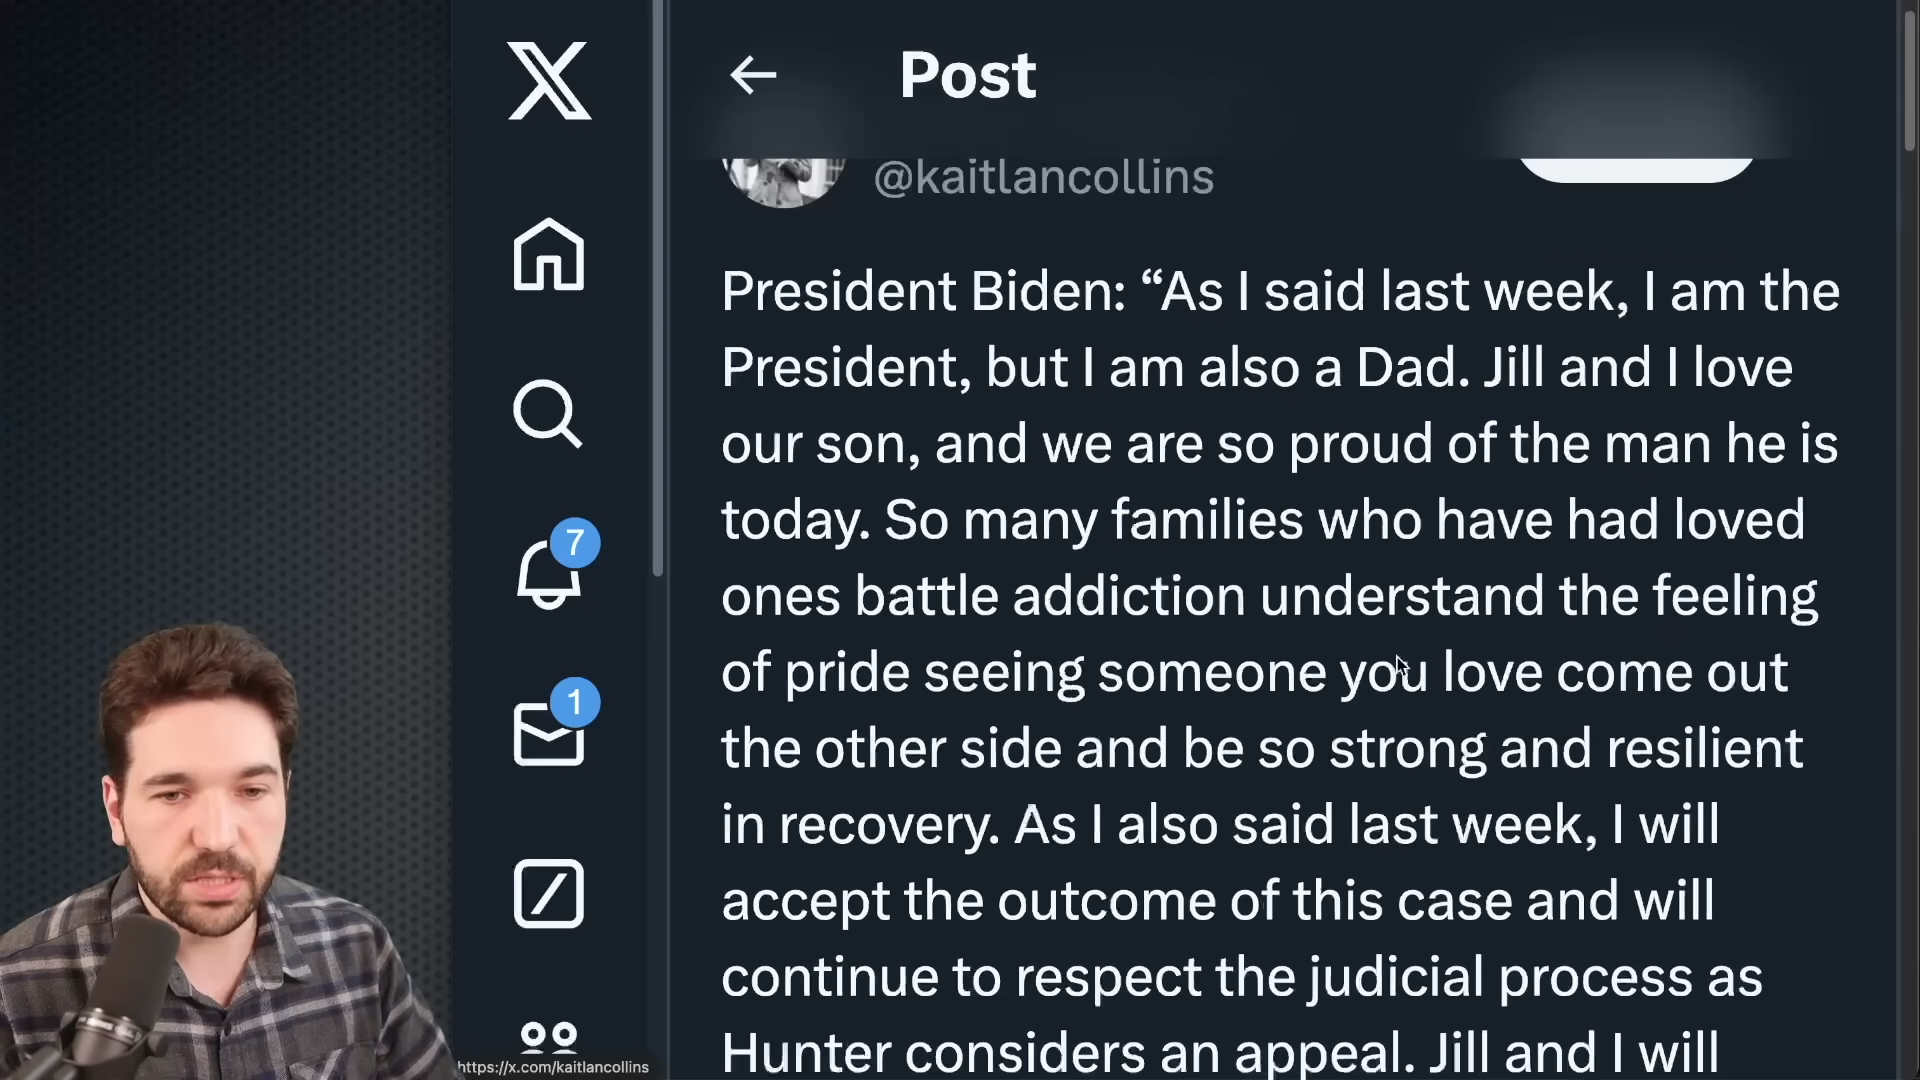 Post
@kaitlancollins
President Biden: “As I said last week, I am the
President, but I am also a Dad. Jill and I love
our son, and we are so proud of the man he is
today. So many families who have had loved
ones battle addiction understand the feeling
of pride seeing someone you love come out
the other side and be so strong and resilient
in recovery. As I also said last week, I will
accept the outcome of this case and will
continue to respect the judicial process as
Hunter considers an appeal. Jill and I will
7
1
https://x.com/kaitlancollins